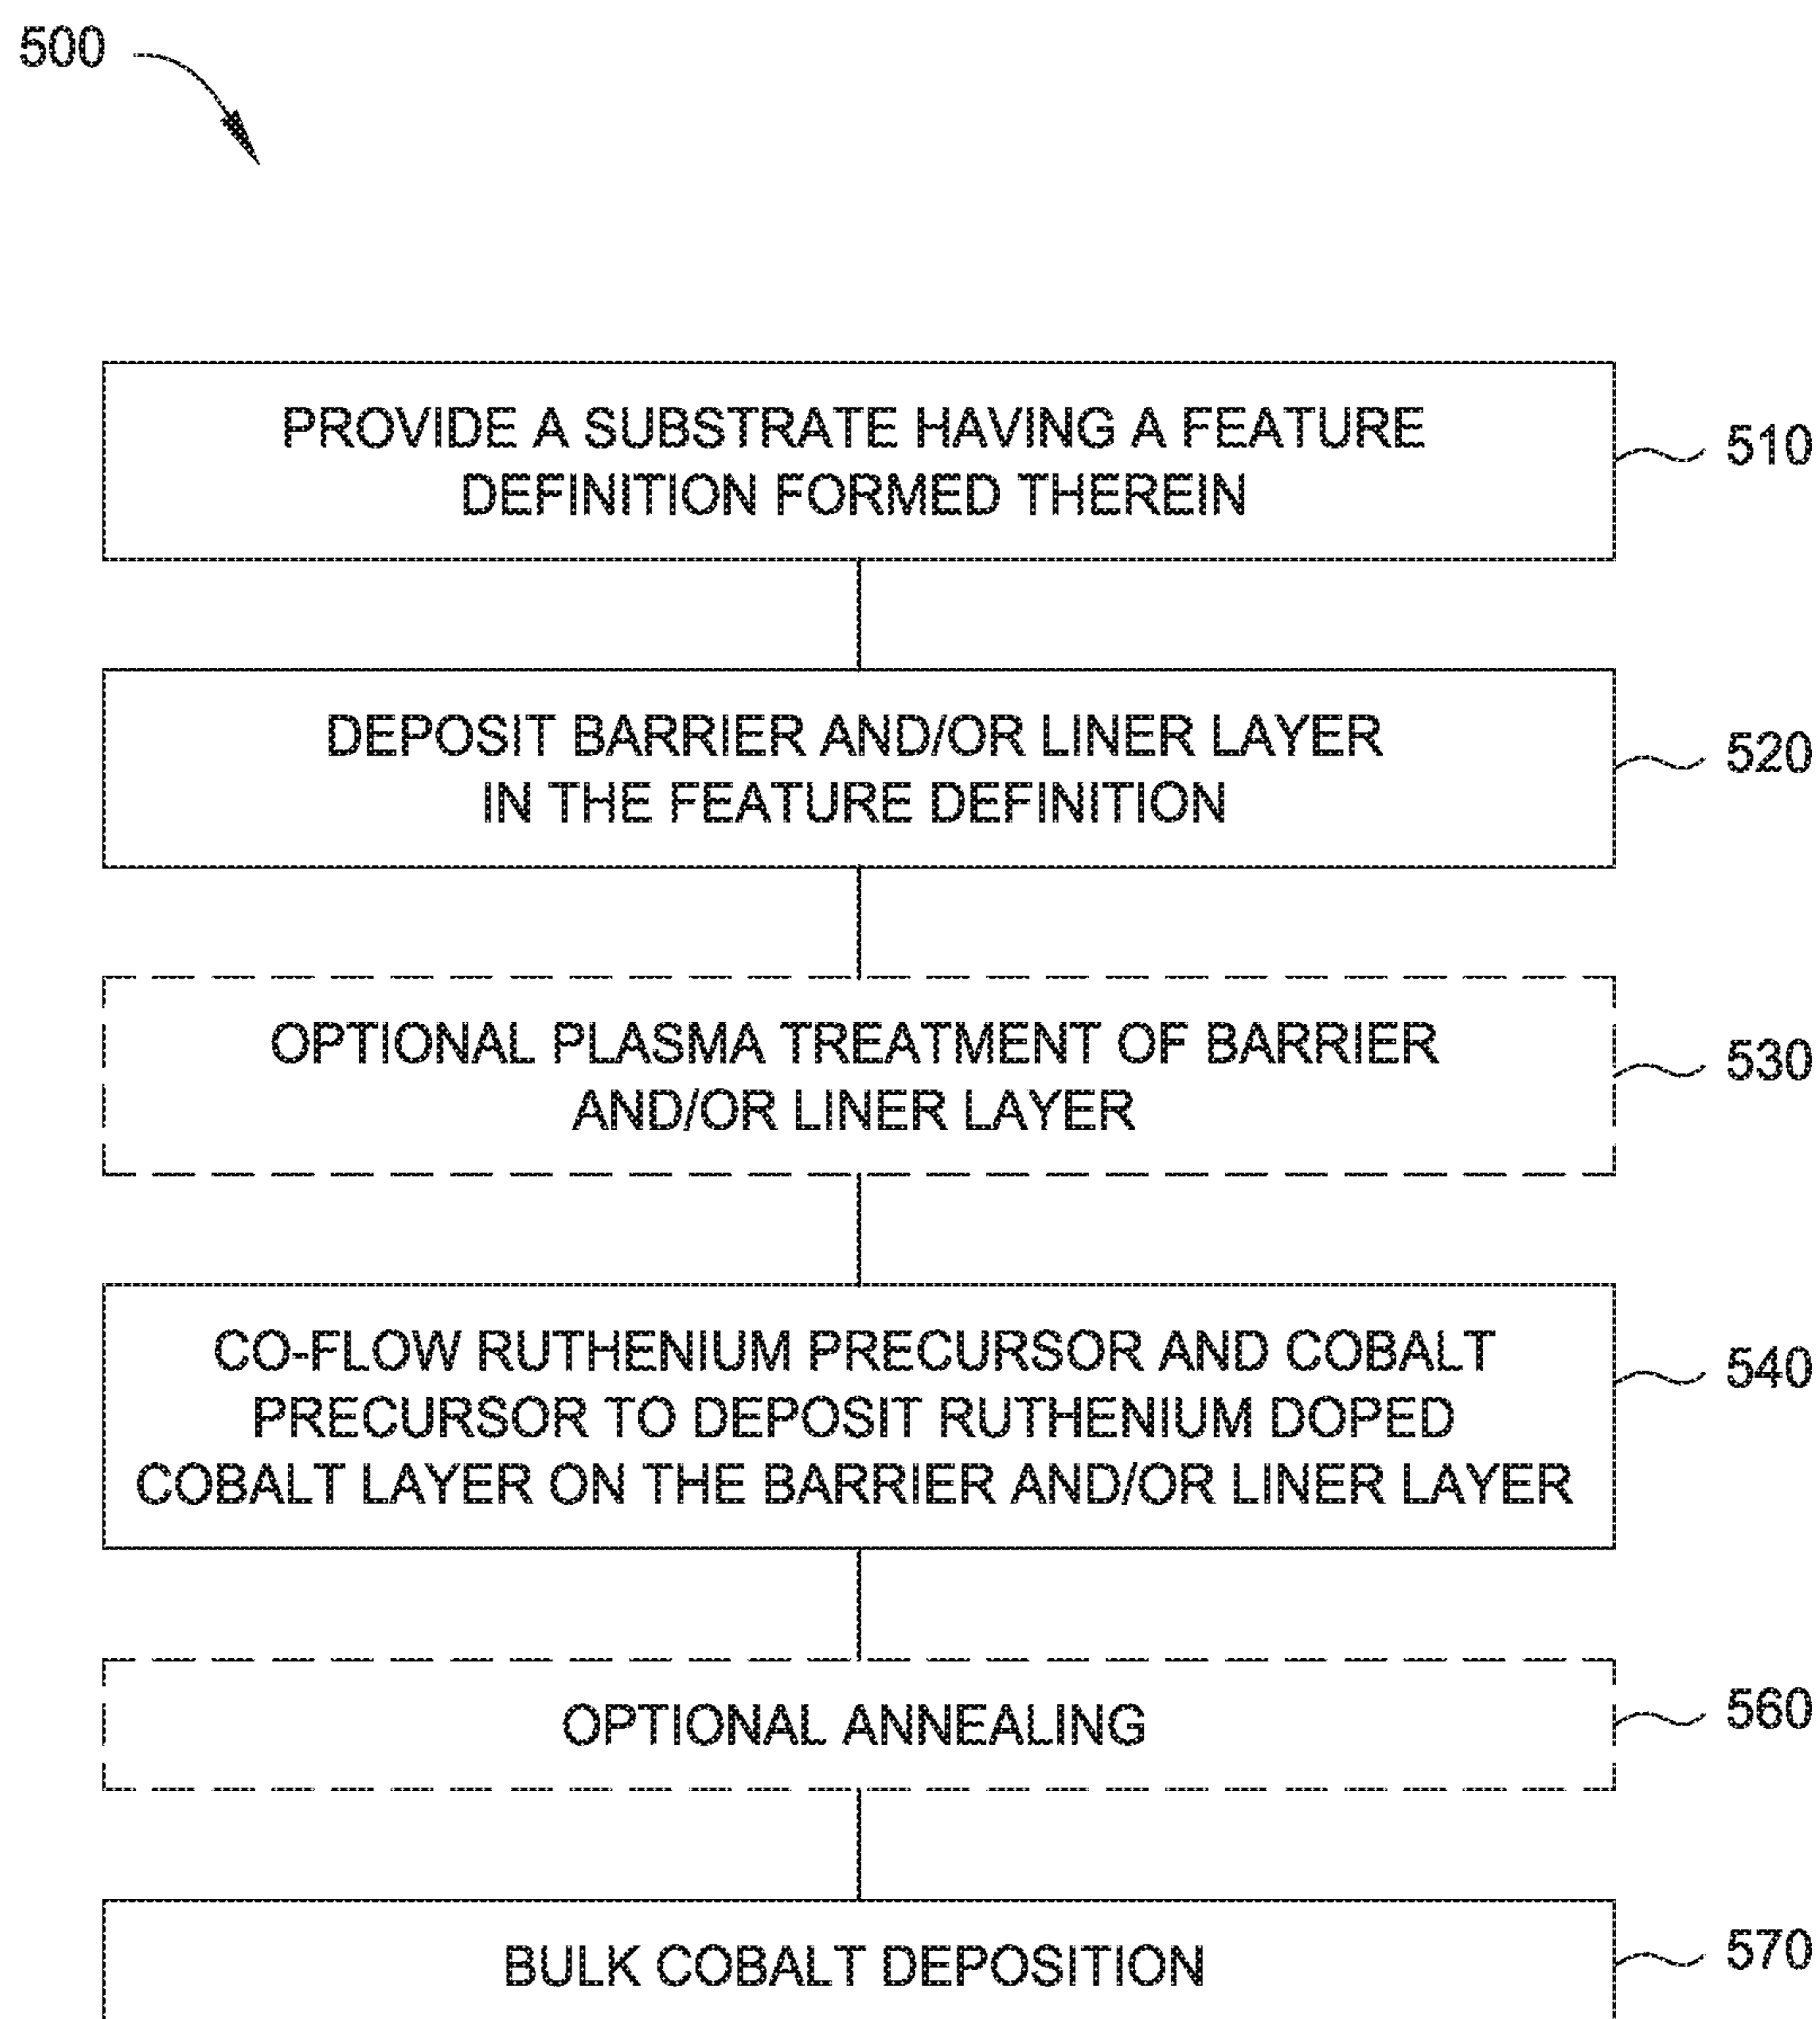 500
PROVIDE A SUBSTRATE HAVING A FEATURE
DEFINITION FORMED THEREIN
510
DEPOSIT BARRIER AND/OR LINER LAYER
IN THE FEATURE DEFINITION
520
OPTIONAL PLASMA TREATMENT OF BARRIER
AND/OR LINER LAYER
530
CO-FLOW RUTHENIUM PRECURSOR AND COBALT
PRECURSOR TO DEPOSIT RUTHENIUM DOPED
COBALT LAYER ON THE BARRIER AND/OR LINER LAYER
540
OPTIONAL ANNEALING
560
BULK COBALT DEPOSITION
570